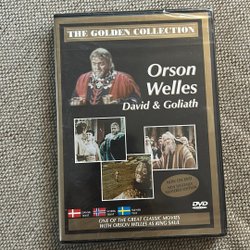 THE GOLDEN COLLECTION
Orson
Welles
David & Goliath
DVD
ONE OF THE GREAT CLASSIC MOVIES
WITH ORSON WELLES AS KING SAUL